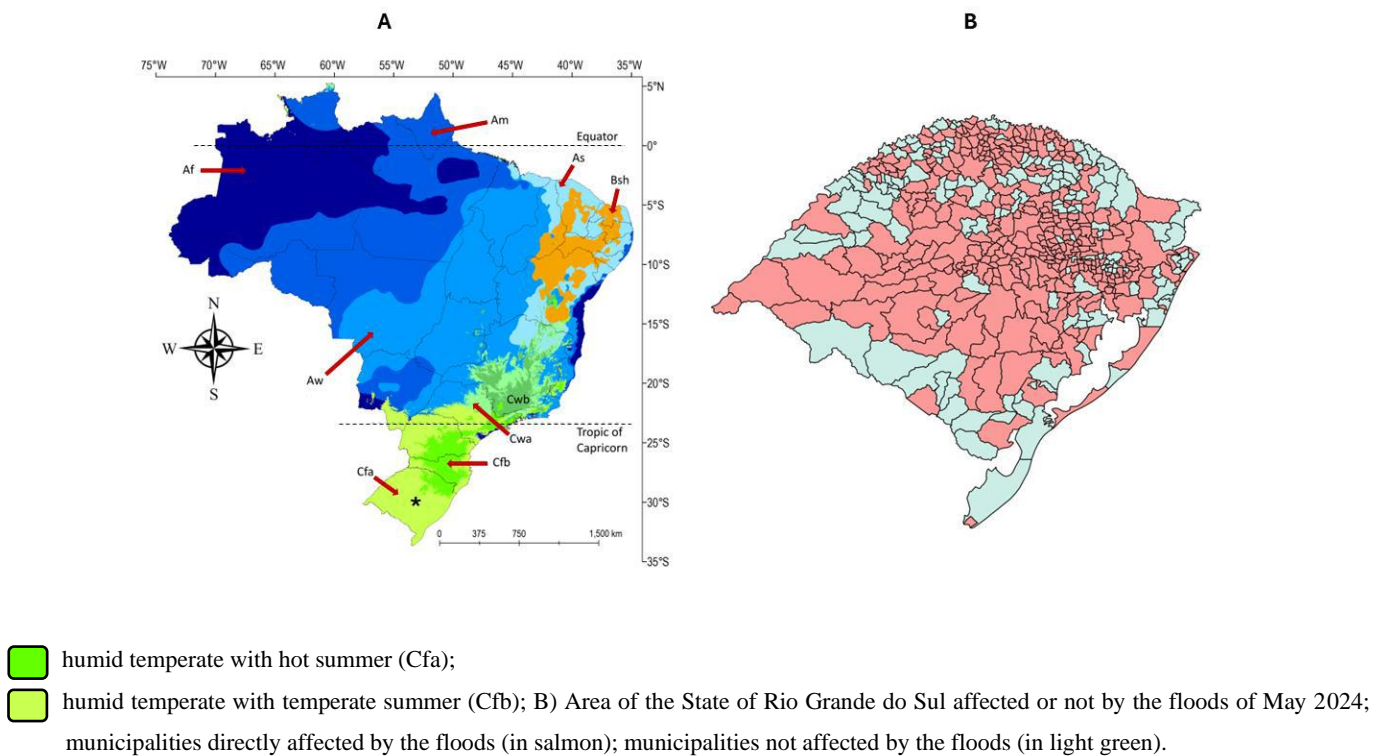 A
B
75°W 70°W 65°W 60°W 55°W 50°W 45°W 40°W 35°W
5°N
Am
Equator
0°
As
Af
Bsh
5°S
10°S
N
15°S
W E
S
Aw
20°S
Cwb
Tropic of
Capricorn
Cwa
25°S
Cfb
Cfa
*
30°S
0 375 750 1,500 km
35°S
humid temperate with hot summer (Cfa);
humid temperate with temperate summer (Cfb); B) Area of the State of Rio Grande do Sul affected or not by the floods of May 2024;
municipalities directly affected by the floods (in salmon); municipalities not affected by the floods (in light green).